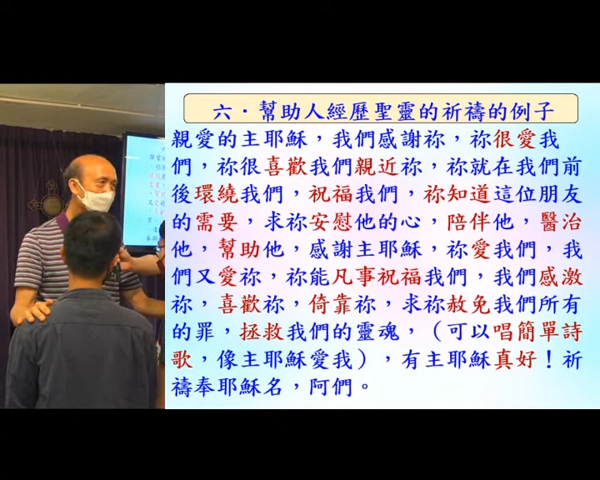 六．幫助人經歷聖靈的祈禱的例子
親愛的主耶穌，我們感謝祢，祢很愛我
們，祢很喜歡我們親近祢，祢就在我們前
後環繞我們，祝福我們，祢知道這位朋友
的需要，求祢安慰他的心，陪伴他，醫治
他，幫助他，感謝主耶穌，祢愛我們，我
們又愛祢，祢能凡事祝福我們，我們感激
祢，喜歡祢，倚靠祢，求祢赦免我們所有
的罪，拯救我們的靈魂，（可以唱簡單詩
歌，像主耶穌愛我），有主耶穌真好！祈
禱奉耶穌名，阿們。